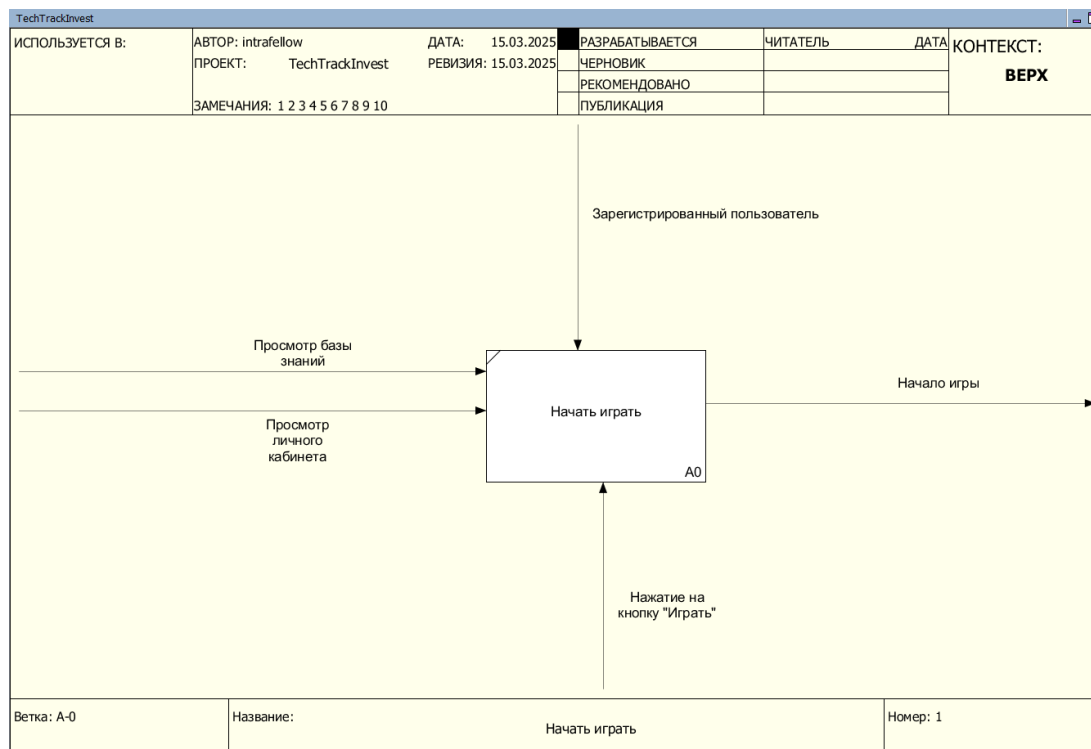 TechTrackInvest
ИСПОЛЬЗУЕТСЯ В:
АВТОР: intrafellow
ДАТА: 15.03.2025
ПРОЕКТ: TechTrackInvest
РЕВИЗИЯ: 15.03.2025
ЗАМЕЧАНИЯ: 1 2 3 4 5 6 7 8 9 10
РАЗРАБАТЫВАЕТСЯ
ЧЕРНОВИК
РЕКОМЕНДОВАНО
ПУБЛИКАЦИЯ
ЧИТАТЕЛЬ
ДАТА
КОНТЕКСТ:
ВЕРХ
Зарегистрированный пользователь
Просмотр базы
знаний
Просмотр
личного
кабинета
Начать играть
A0
Начало игры
Нажатие на
кнопку "Играть"
Ветка: A-0
Название:
Начать играть
Номер: 1